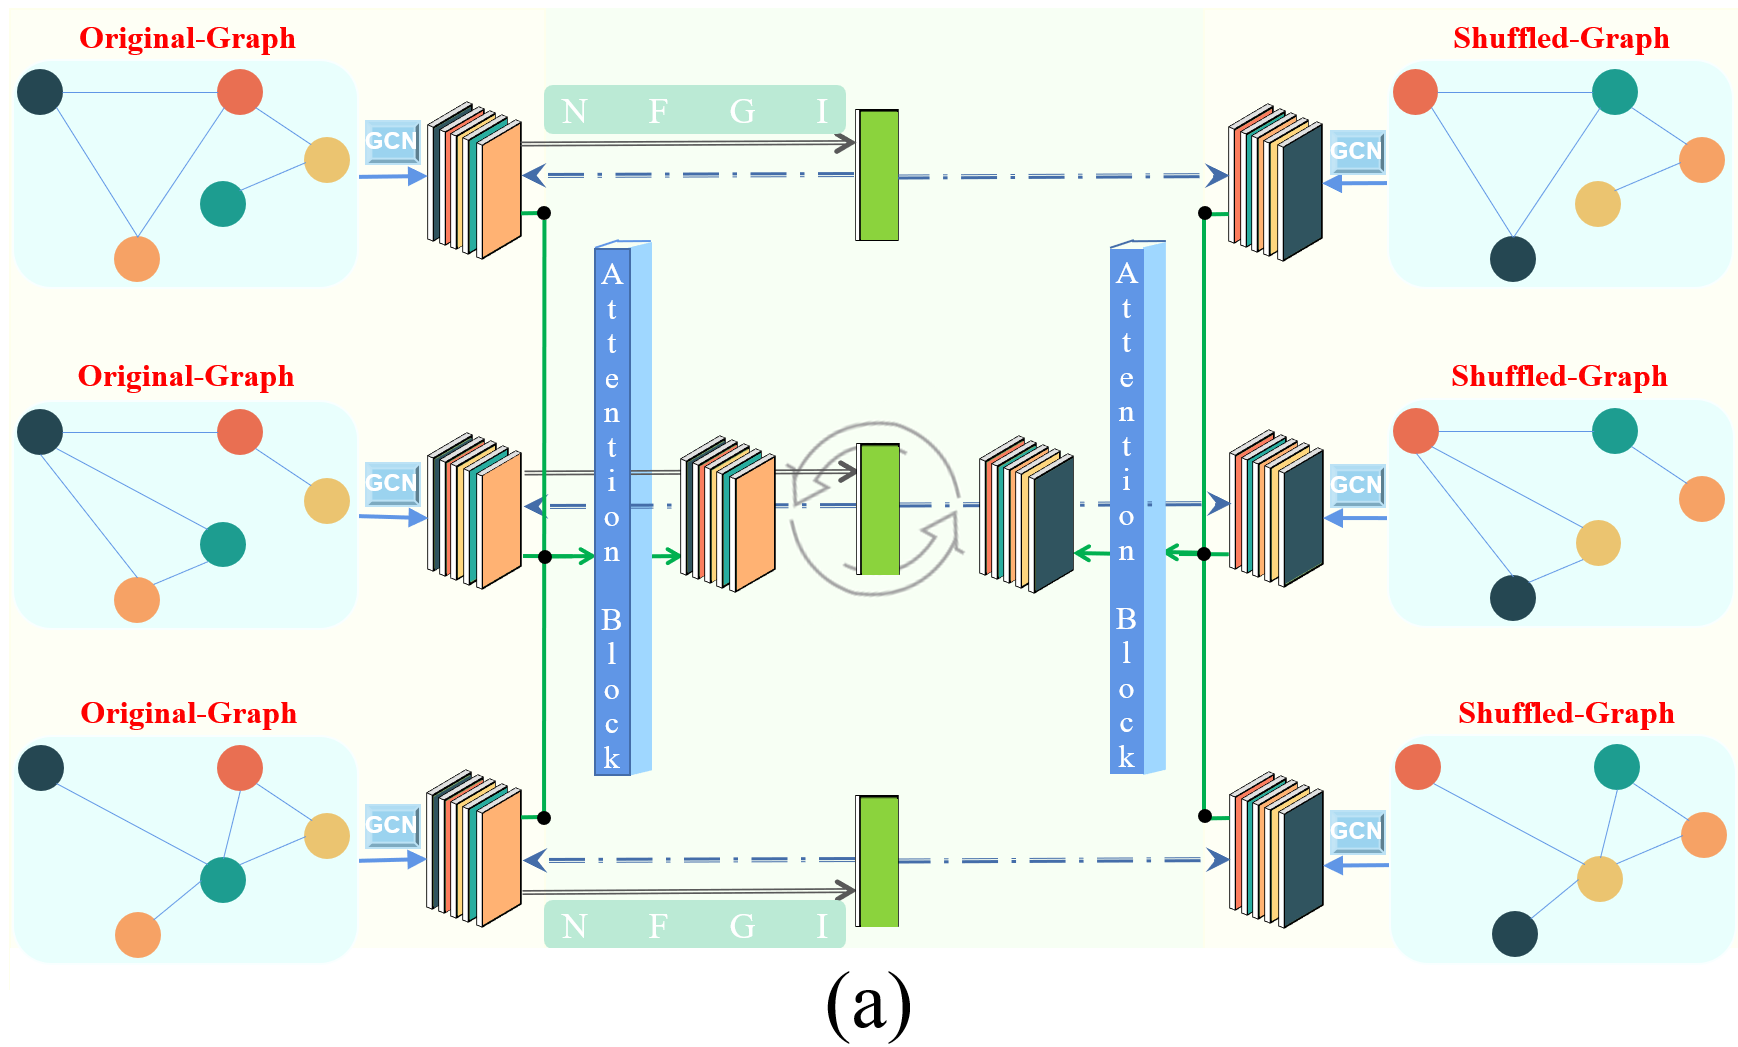 Original-Graph
Shuffled-Graph
N F G I
GCN
GCN
Attention Block
Attention Block
Original-Graph
Shuffled-Graph
GCN
GCN
Original-Graph
Shuffled-Graph
GCN
GCN
N F G I
(a)